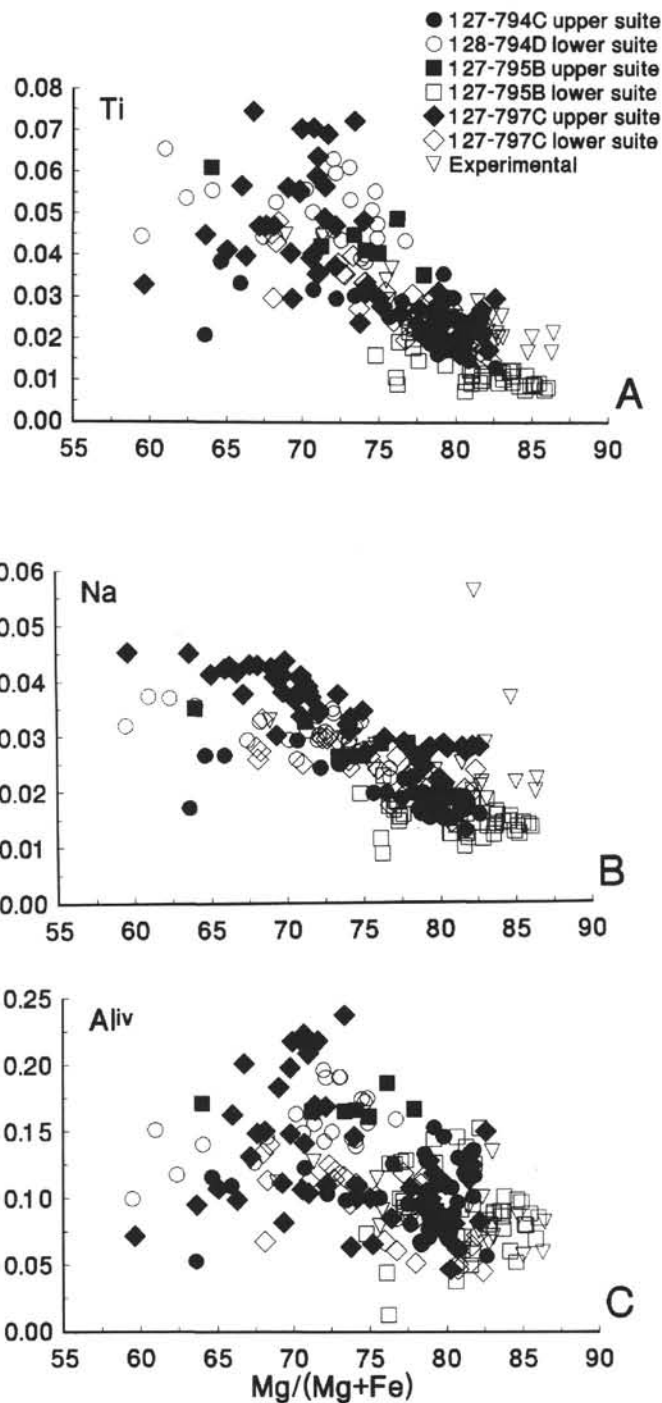 127-794C upper suite
128-794D lower suite
127-795B upper suite
127-795B lower suite
127-797C upper suite
127-797C lower suite
Experimental
Ti
0.08
0.07
0.06
0.05
0.04
0.03
0.02
0.01
0.00
55 60 65 70 75 80 85 90
A
Na
0.06
0.05
0.04
0.03
0.02
0.01
0.00
55 60 65 70 75 80 85 90
B
Aliv
0.25
0.20
0.15
0.10
0.05
0.00
55 60 65 70 75 80 85 90
C
Mg/(Mg+Fe)